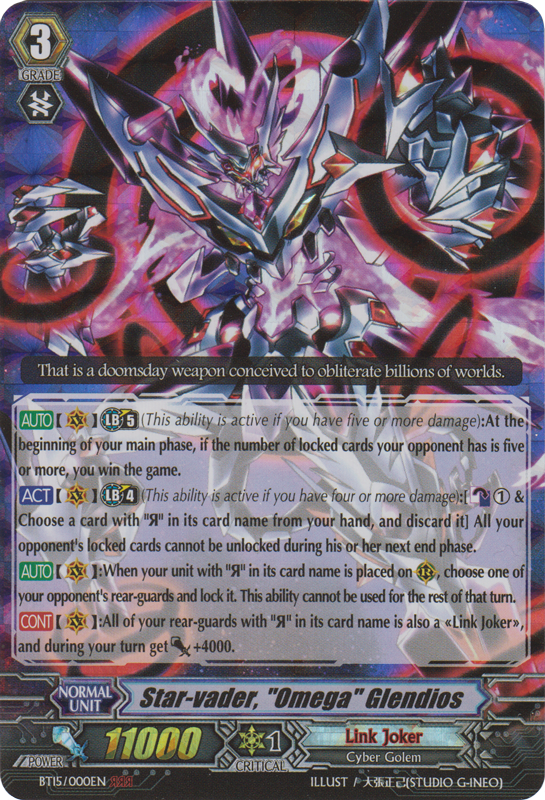 3
GRADE
That is a doomsday weapon conceived to obliterate billions of worlds.
AUTO【 】 LB 5 (This ability is active if you have five or more damage):At the
beginning of your main phase, if the number of locked cards your opponent has is five
or more, you win the game.
ACT【 】 LB 4 (This ability is active if you have four or more damage):[ ① &
Choose a card with "Я" in its card name from your hand, and discard it] All your
opponent's locked cards cannot be unlocked during his or her next end phase.
AUTO【 】:When your unit with "Я" in its card name is placed on R, choose one of
your opponent's rear-guards and lock it. This ability cannot be used for the rest of that turn.
CONT【 】:All of your rear-guards with "Я" in its card name is also a «Link Joker»,
and during your turn get +4000.
NORMAL
UNIT
Star-vader, "Omega" Glendios
POWER
11000
1
CRITICAL
Link Joker
Cyber Golem
BT15/000EN ЯRЯ
ILLUST / 大張正己(STUDIO G-INEO)